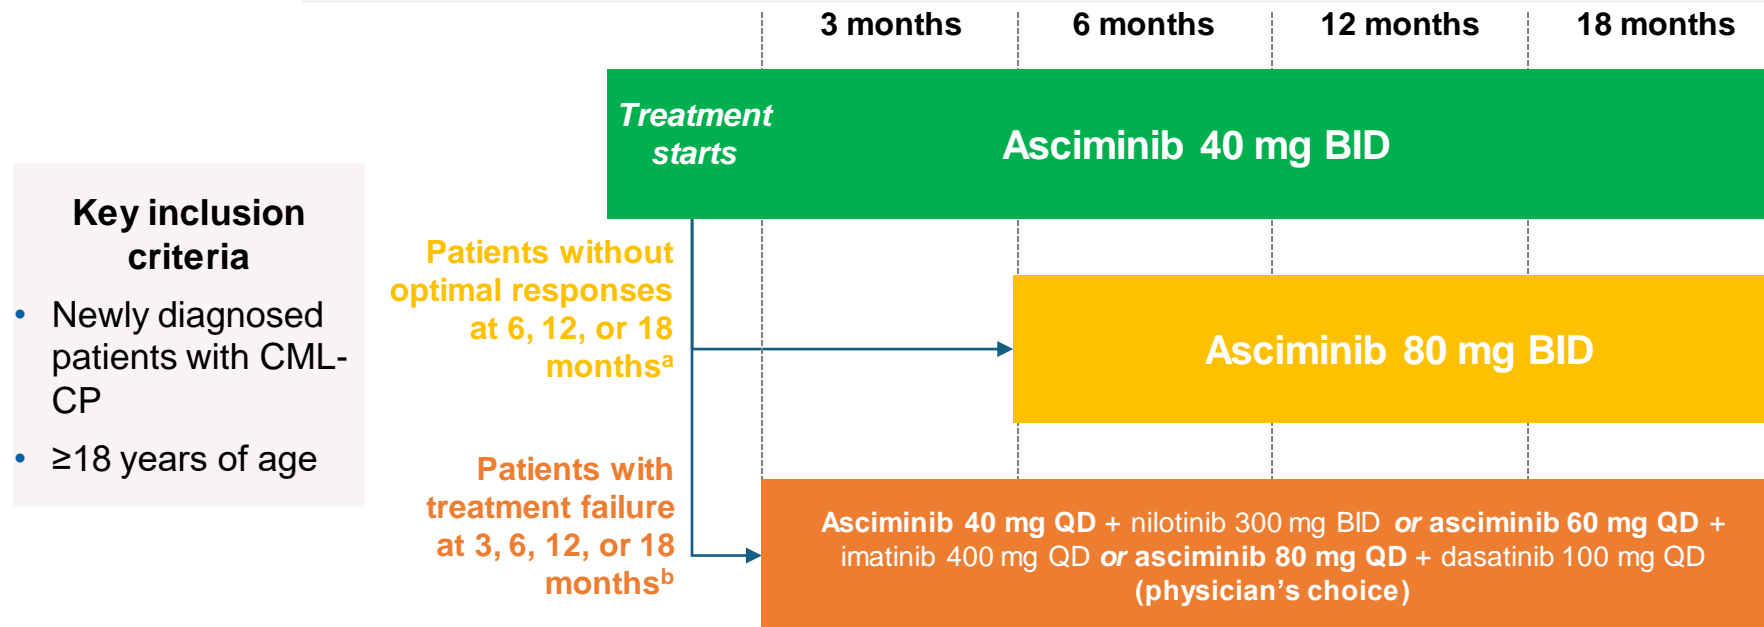 3 months 6 months 12 months 18 months
Treatment
starts
Asciminib 40 mg BID
Key inclusion
criteria
• Newly diagnosed
patients with CML-
CP
• ≥18 years of age
Patients without
optimal responses
at 6, 12, or 18
monthsᵃ
Asciminib 80 mg BID
Patients with
treatment failure
at 3, 6, 12, or 18
monthsᵇ
Asciminib 40 mg QD + nilotinib 300 mg BID or asciminib 60 mg QD +
imatinib 400 mg QD or asciminib 80 mg QD + dasatinib 100 mg QD
(physician's choice)